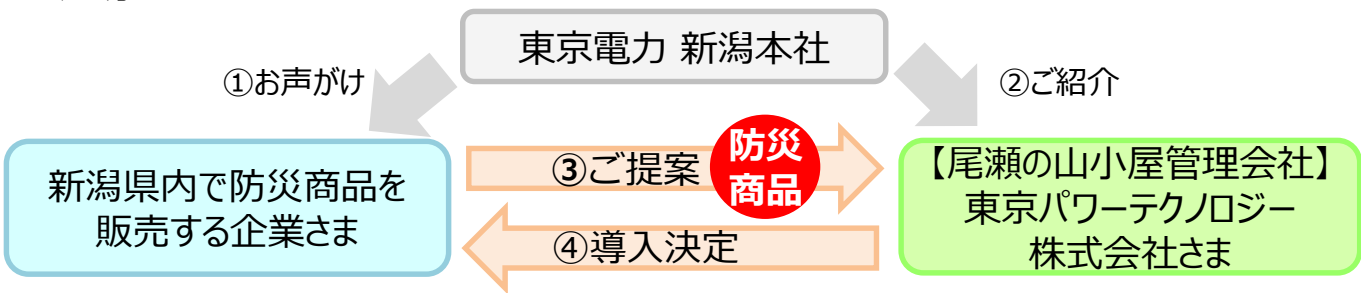 東京電力 新潟本社
①お声がけ
②ご紹介
新潟県内で防災商品を
販売する企業さま
③ご提案
防災
商品
④導入決定
【尾瀬の山小屋管理会社】
東京パワーテクノロジー
株式会社さま